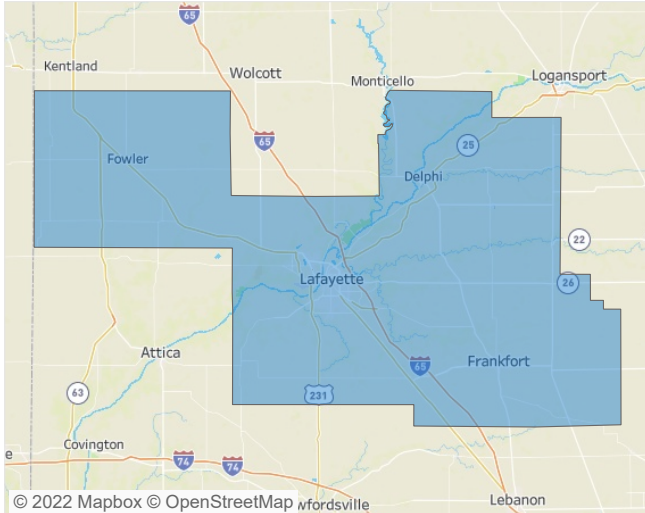 65
Kentland
Wolcott
Monticello
Logansport
65
25
Fowler
Delphi
22
Lafayette
26
Attica
Frankfort
65
63
231
Covington
e
74
74
Lebanon
© 2022 Mapbox © OpenStreetMap
wfordsville